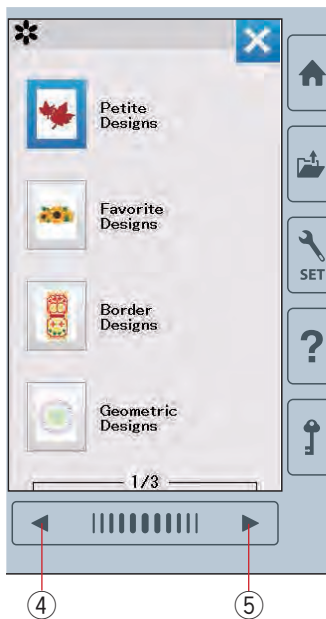 Petite
Designs
Favorite
Designs
SET
Border
Designs
?
Geometric
Designs
1/3
④
⑤